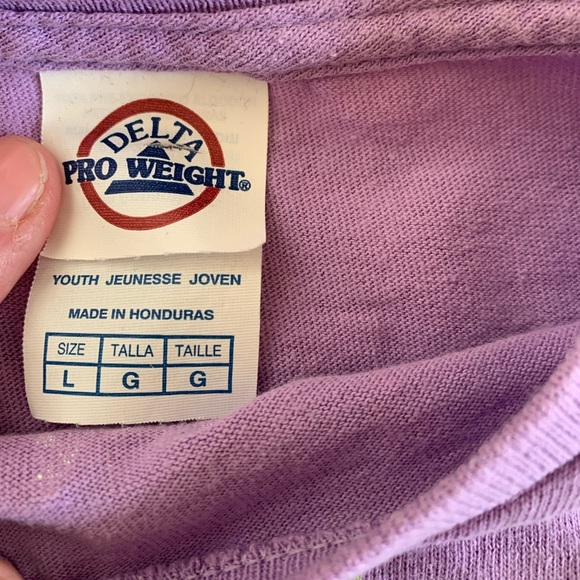 DELTA
PRO WEIGHT®
YOUTH JEUNESSE JOVEN
MADE IN HONDURAS
SIZE TALLA TAILLE
L G G